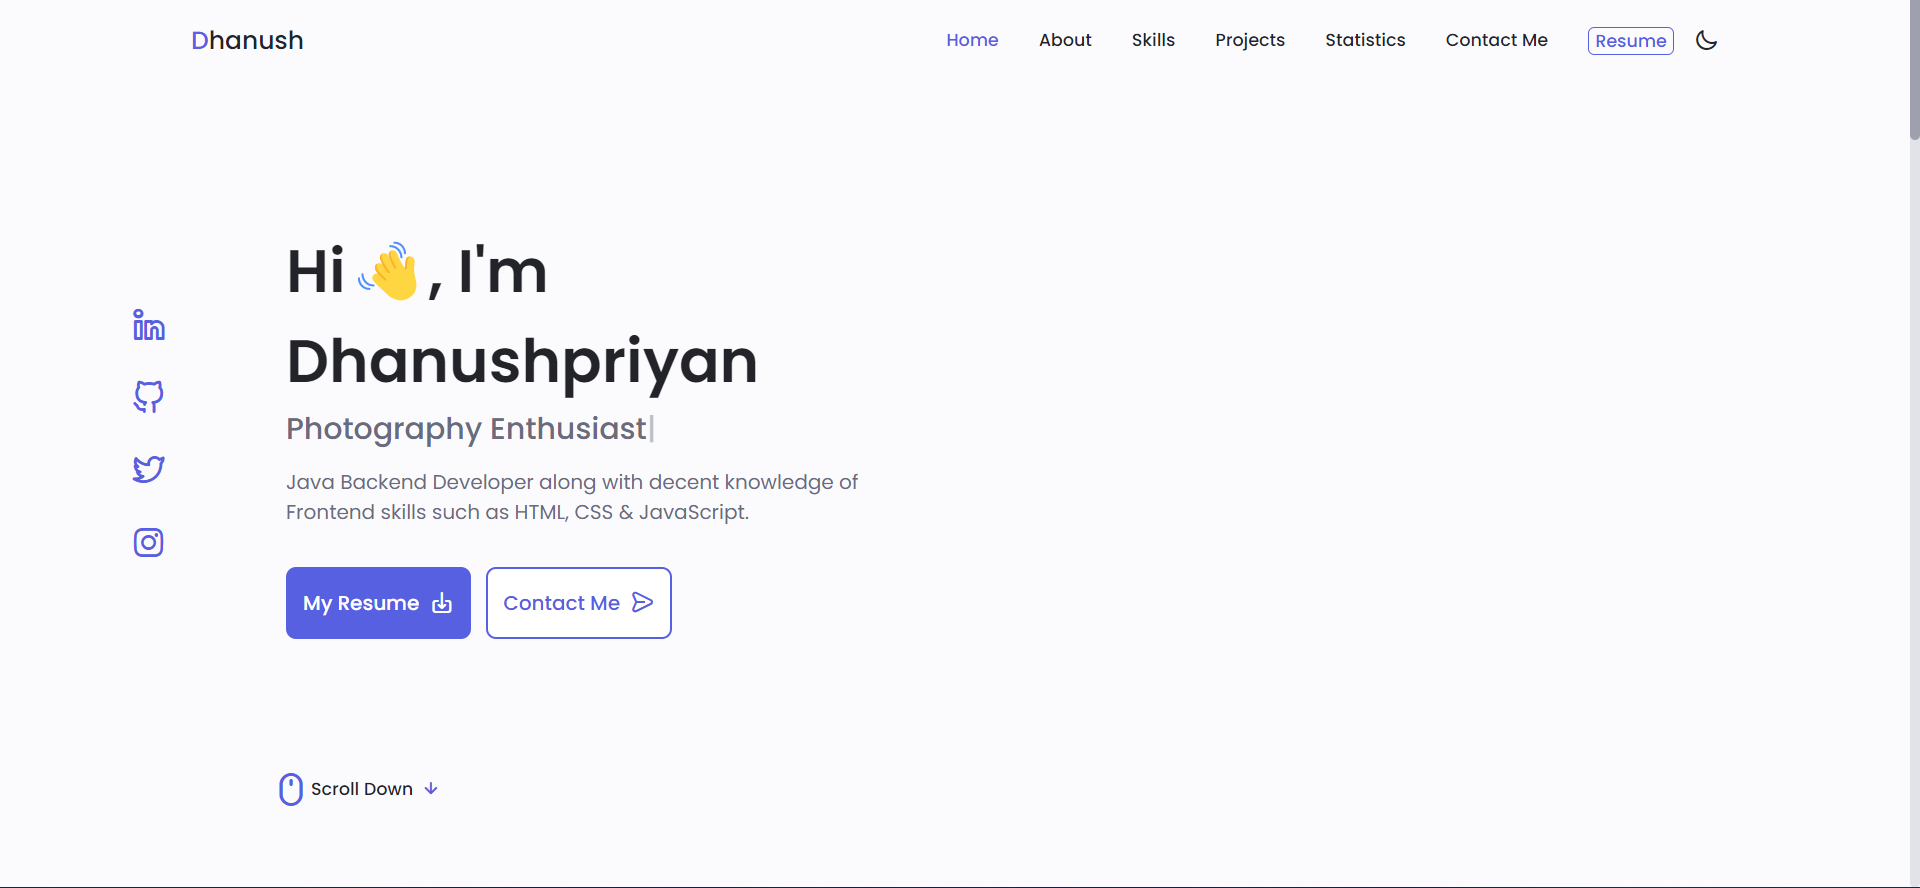 Dhanush
Home About Skills Projects Statistics Contact Me Resume
Hi 👋, I'm
Dhanushpriyan
Photography Enthusiast|
Java Backend Developer along with decent knowledge of
Frontend skills such as HTML, CSS & JavaScript.
My Resume
Contact Me
Scroll Down